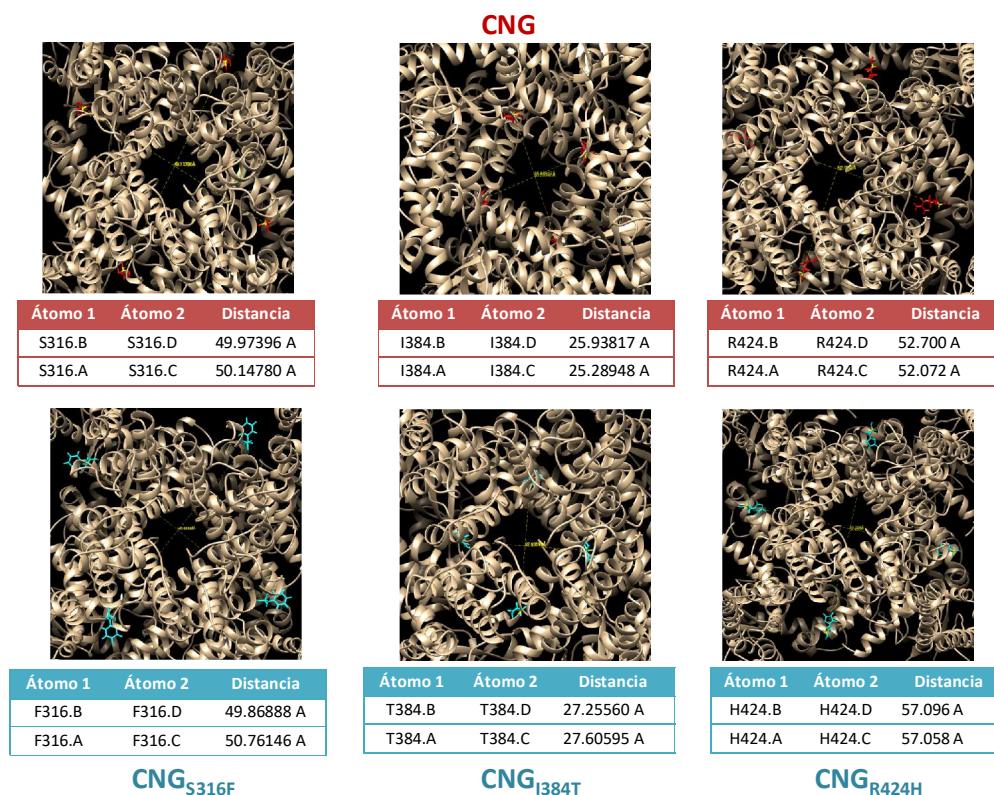 CNG
Átomo 1 Átomo 2 Distancia
S316.B S316.D 49.97396 A
S316.A S316.C 50.14780 A
Átomo 1 Átomo 2 Distancia
I384.B I384.D 25.93817 A
I384.A I384.C 25.28948 A
Átomo 1 Átomo 2 Distancia
R424.B R424.D 52.700 A
R424.A R424.C 52.072 A
Átomo 1 Átomo 2 Distancia
F316.B F316.D 49.86888 A
F316.A F316.C 50.76146 A
CNGS316F
Átomo 1 Átomo 2 Distancia
T384.B T384.D 27.25560 A
T384.A T384.C 27.60595 A
CNGI384T
Átomo 1 Átomo 2 Distancia
H424.B H424.D 57.096 A
H424.A H424.C 57.058 A
CNGR424H